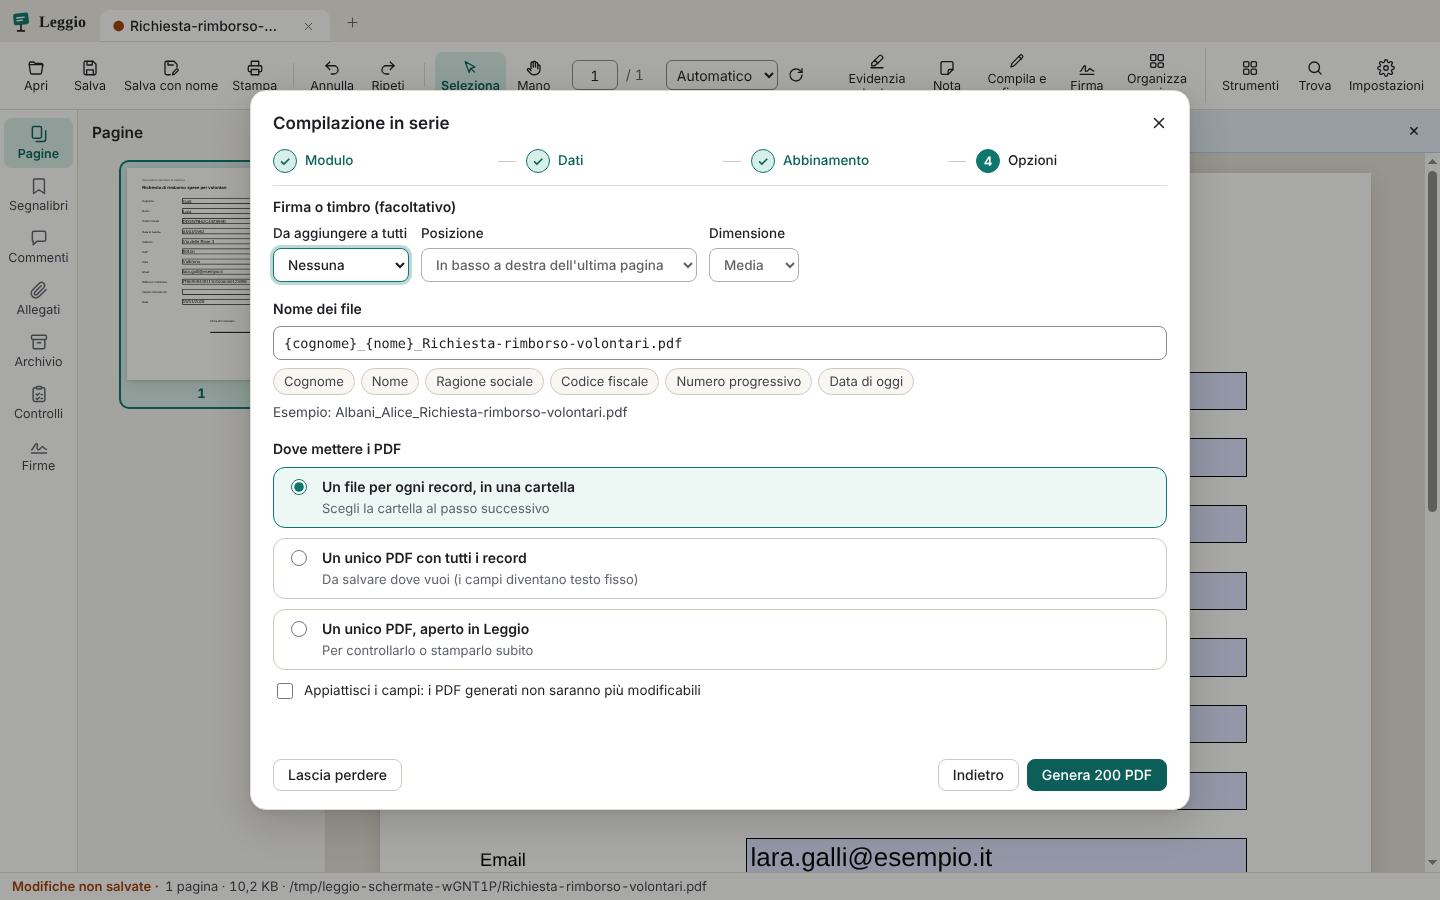 Leggio
Richiesta-rimborso-...
Apri
Salva
Salva con nome
Stampa
Annulla
Ripeti
Seleziona
Mano
1 / 1
Automatico
Evidenzia
Nota
Compila e
Firma
Organizza
Strumenti
Trova
Impostazioni
Pagine
Segnalibri
Commenti
Allegati
Archivio
Controlli
Firme
Pagine
Richiesta di rimborso spese per volontari
1
Compilazione in serie
Modulo
Dati
Abbinamento
4 Opzioni
Firma o timbro (facoltativo)
Da aggiungere a tutti Posizione Dimensione
Nessuna In basso a destra dell'ultima pagina Media
Nome dei file
{cognome}_{nome}_Richiesta-rimborso-volontari.pdf
Cognome Nome Ragione sociale Codice fiscale Numero progressivo Data di oggi
Esempio: Albani_Alice_Richiesta-rimborso-volontari.pdf
Dove mettere i PDF
Un file per ogni record, in una cartella
Scegli la cartella al passo successivo
Un unico PDF con tutti i record
Da salvare dove vuoi (i campi diventano testo fisso)
Un unico PDF, aperto in Leggio
Per controllarlo o stamparlo subito
Appiattisci i campi: i PDF generati non saranno più modificabili
Lascia perdere Indietro Genera 200 PDF
Email lara.galli@esempio.it
Modifiche non salvate · 1 pagina · 10,2 KB · /tmp/leggio-schermate-wGNT1P/Richiesta-rimborso-volontari.pdf